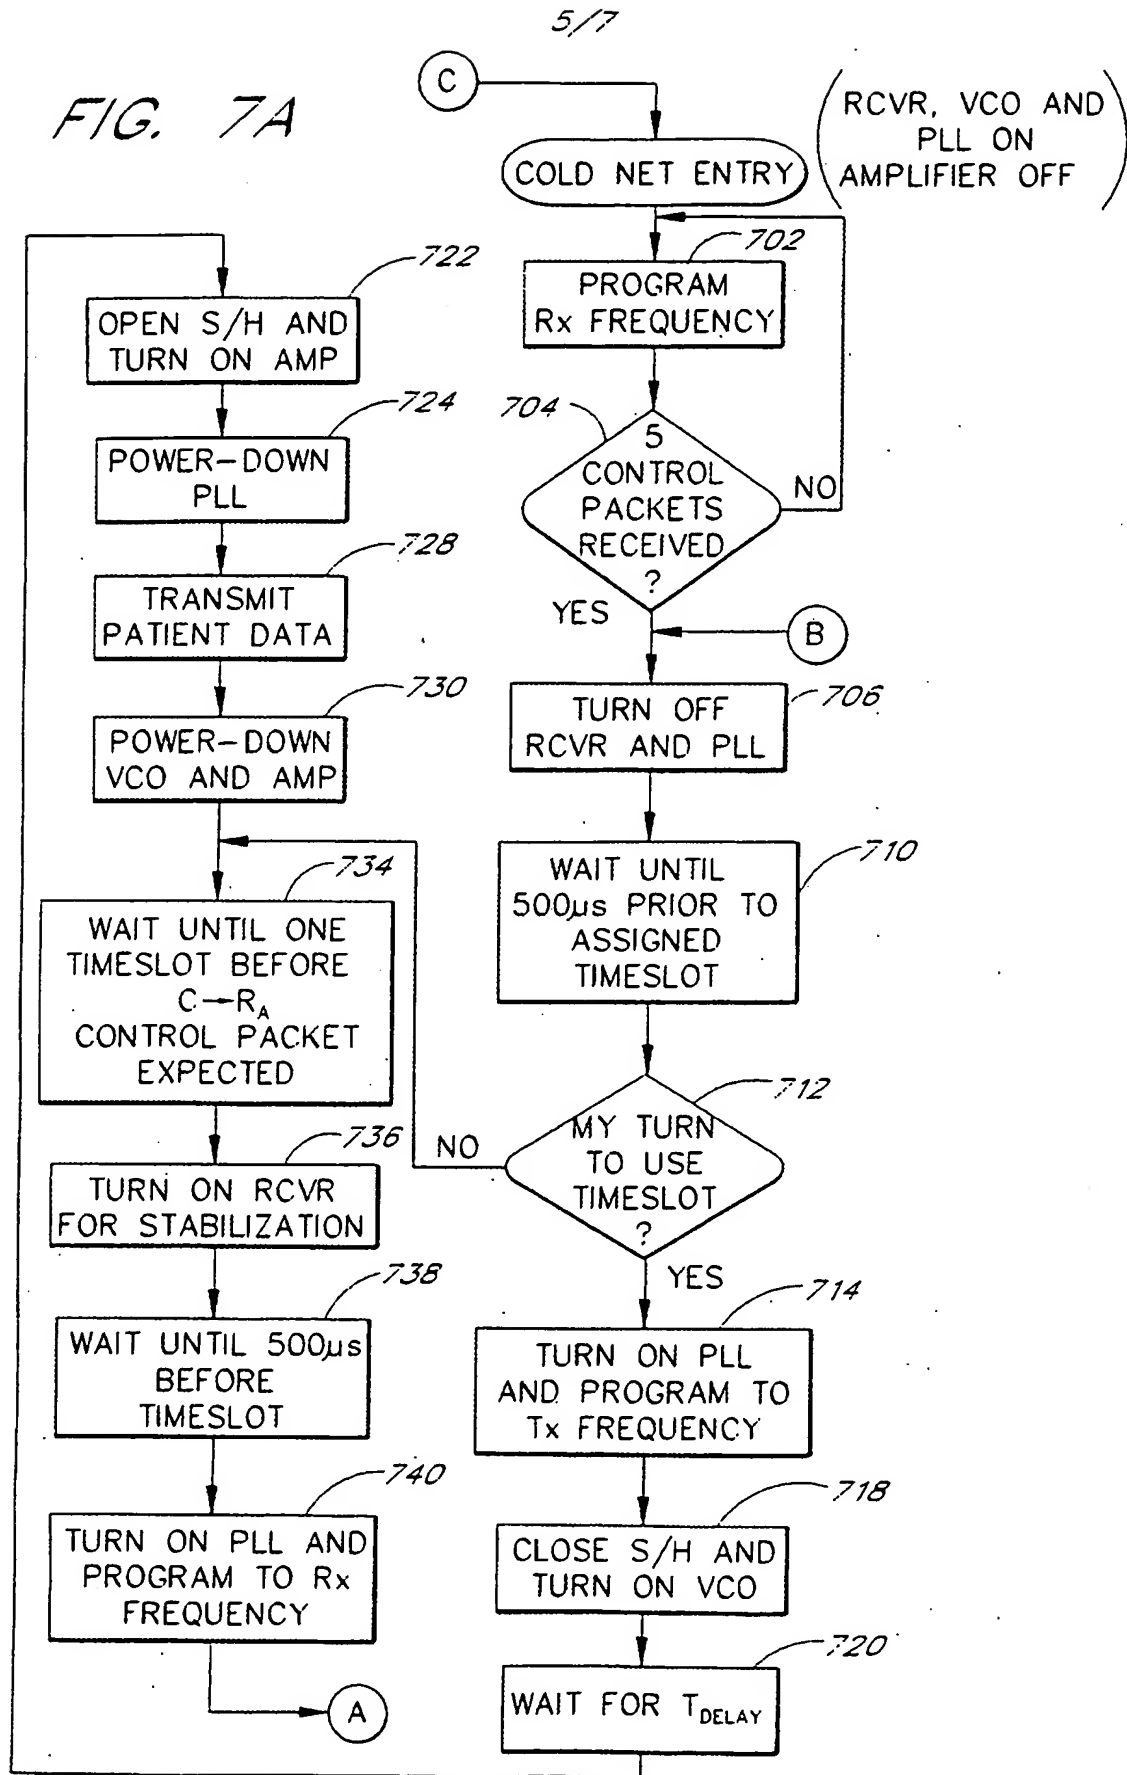 5/7
FIG. 7A
C
RCVR, VCO AND
PLL ON
AMPLIFIER OFF
COLD NET ENTRY
702
PROGRAM
Rx FREQUENCY
704
5
CONTROL
PACKETS
RECEIVED
?
NO
YES
B
706
TURN OFF
RCVR AND PLL
710
WAIT UNTIL
500µs PRIOR TO
ASSIGNED
TIMESLOT
712
MY TURN
TO USE
TIMESLOT
?
NO
YES
714
TURN ON PLL
AND PROGRAM TO
Tx FREQUENCY
718
CLOSE S/H AND
TURN ON VCO
720
WAIT FOR T_DELAY
722
OPEN S/H AND
TURN ON AMP
724
POWER-DOWN
PLL
728
TRANSMIT
PATIENT DATA
730
POWER-DOWN
VCO AND AMP
734
WAIT UNTIL ONE
TIMESLOT BEFORE
C→R_A
CONTROL PACKET
EXPECTED
736
TURN ON RCVR
FOR STABILIZATION
738
WAIT UNTIL 500µs
BEFORE
TIMESLOT
740
TURN ON PLL AND
PROGRAM TO Rx
FREQUENCY
A